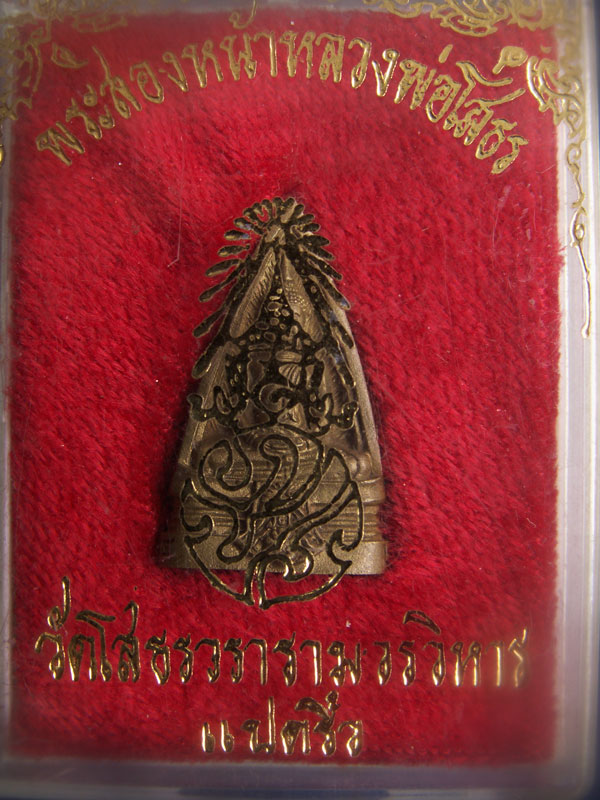 พระสองหน้าหลวงพ่อโสธร
วัดโสธรวรารามวรวิหาร
แปดริ้ว